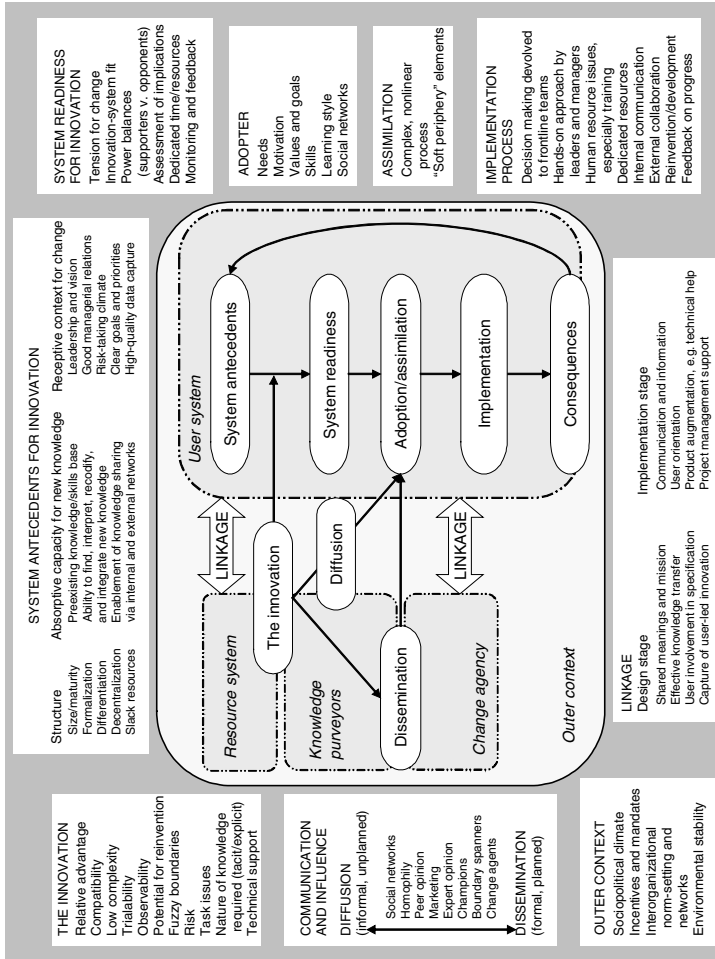 THE INNOVATION
Relative advantage
Compatibility
Low complexity
Trialability
Observability
Potential for reinvention
Fuzzy boundaries
Risk
Task issues
Nature of knowledge
required (tacit/explicit)
Technical support
COMMUNICATION
AND INFLUENCE
DIFFUSION
(informal, unplanned)
Social networks
Homophily
Peer opinion
Marketing
Expert opinion
Champions
Boundary spanners
Change agents
DISSEMINATION
(formal, planned)
OUTER CONTEXT
Sociopolitical climate
Incentives and mandates
Interorganizational
norm-setting and
networks
Environmental stability
SYSTEM ANTECEDENTS FOR INNOVATION
Structure
Size/maturity
Formalization
Differentiation
Decentralization
Slack resources
Absorptive capacity for new knowledge
Preexisting knowledge/skills base
Ability to find, interpret, recodify,
and integrate new knowledge
Enablement of knowledge sharing
via internal and external networks
Receptive context for change
Leadership and vision
Good managerial relations
Risk-taking climate
Clear goals and priorities
High-quality data capture
Resource system
Knowledge
purveyors
Change agency
Outer context
The innovation
Diffusion
Dissemination
LINKAGE
LINKAGE
User system
System antecedents
System readiness
Adoption/assimilation
Implementation
Consequences
LINKAGE
Design stage
Shared meanings and mission
Effective knowledge transfer
User involvement in specification
Capture of user-led innovation
Implementation stage
Communication and information
User orientation
Product augmentation, e.g. technical help
Project management support
SYSTEM READINESS
FOR INNOVATION
Tension for change
Innovation-system fit
Power balances
(supporters v. opponents)
Assessment of implications
Dedicated time/resources
Monitoring and feedback
ADOPTER
Needs
Motivation
Values and goals
Skills
Learning style
Social networks
ASSIMILATION
Complex, nonlinear
process
“Soft periphery” elements
IMPLEMENTATION
PROCESS
Decision making devolved
to frontline teams
Hands-on approach by
leaders and managers
Human resource issues,
especially training
Dedicated resources
Internal communication
External collaboration
Reinvention/development
Feedback on progress